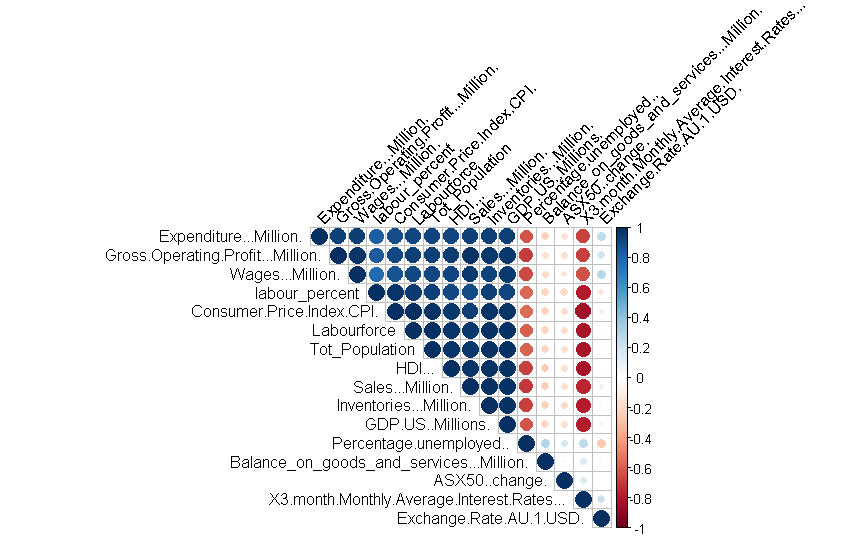 Expenditure...Million.
Gross.Operating.Profit...Million.
Wages...Million.
labour_percent
Consumer.Price.Index.CPI.
Labourforce
Tot_Population
HDI...
Sales...Million.
Inventories...Million.
GDP.US..Millions.
Percentage.unemployed..
Balance_on_goods_and_services...Million.
ASX50..change.
X3.month.Monthly.Average.Interest.Rates...
Exchange.Rate.AU.1.USD.
Expenditure...Million.
Gross.Operating.Profit...Million.
Wages...Million.
labour_percent
Consumer.Price.Index.CPI.
Labourforce
Tot_Population
HDI...
Sales...Million.
Inventories...Million.
GDP.US..Millions.
Percentage.unemployed..
Balance_on_goods_and_services...Million.
ASX50..change.
X3.month.Monthly.Average.Interest.Rates...
Exchange.Rate.AU.1.USD.
1
0.8
0.6
0.4
0.2
0
-0.2
-0.4
-0.6
-0.8
-1